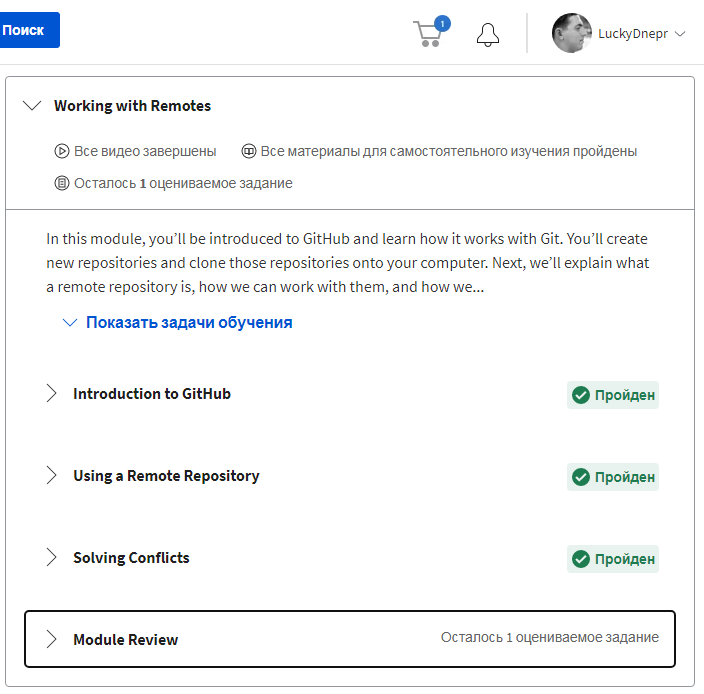 Поиск
1
LuckyDnepr
Working with Remotes
Все видео завершены
Все материалы для самостоятельного изучения пройдены
Осталось 1 оцениваемое задание
In this module, you’ll be introduced to GitHub and learn how it works with Git. You’ll create
new repositories and clone those repositories onto your computer. Next, we’ll explain what
a remote repository is, how we can work with them, and how we...
Показать задачи обучения
Introduction to GitHub
Пройден
Using a Remote Repository
Пройден
Solving Conflicts
Пройден
Module Review
Осталось 1 оцениваемое задание